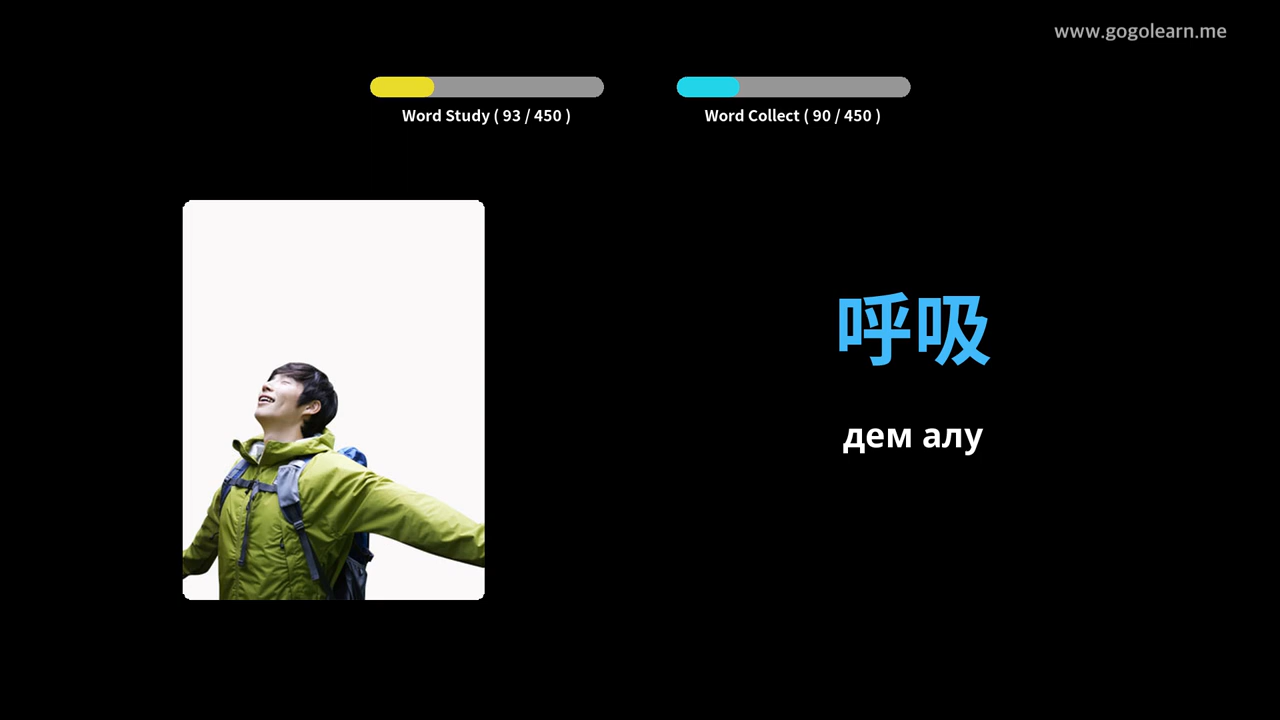 www.gogolearn.me
Word Study ( 93 / 450 )
Word Collect ( 90 / 450 )
呼吸
дем алу